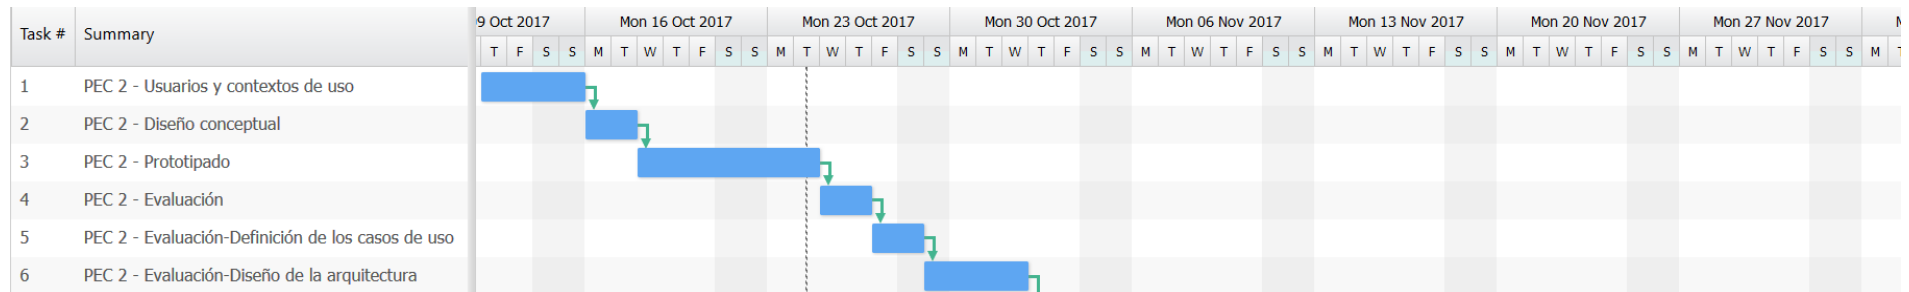 Task # Summary 9 Oct 2017 Mon 16 Oct 2017 Mon 23 Oct 2017 Mon 30 Oct 2017 Mon 06 Nov 2017 Mon 13 Nov 2017 Mon 20 Nov 2017 Mon 27 Nov 2017
T F S S M T W T F S S M T W T F S S M T W T F S S M T W T F S S M T W T F S S M T W T F S S M T W T F S S M
1 PEC 2 - Usuarios y contextos de uso
2 PEC 2 - Diseño conceptual
3 PEC 2 - Prototipado
4 PEC 2 - Evaluación
5 PEC 2 - Evaluación-Definición de los casos de uso
6 PEC 2 - Evaluación-Diseño de la arquitectura